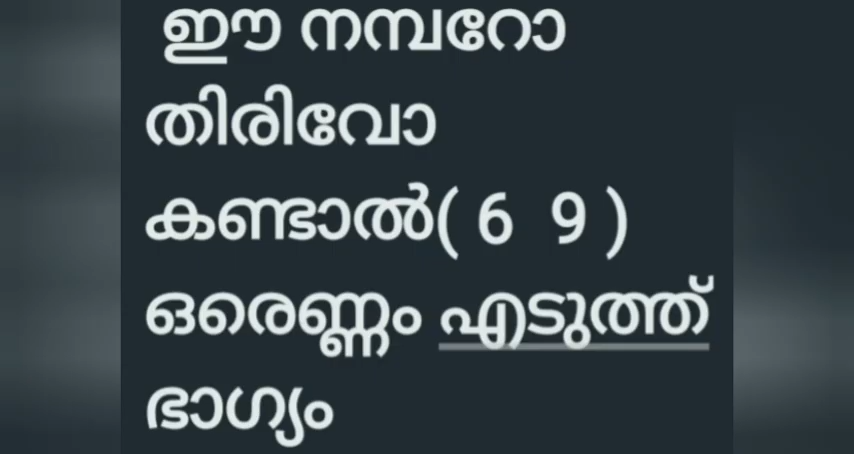 ഈ നമ്പറോ
തിരിവോ
കണ്ടാൽ( 6 9 )
ഒരെണ്ണം എടുത്ത്
ഭാഗ്യം